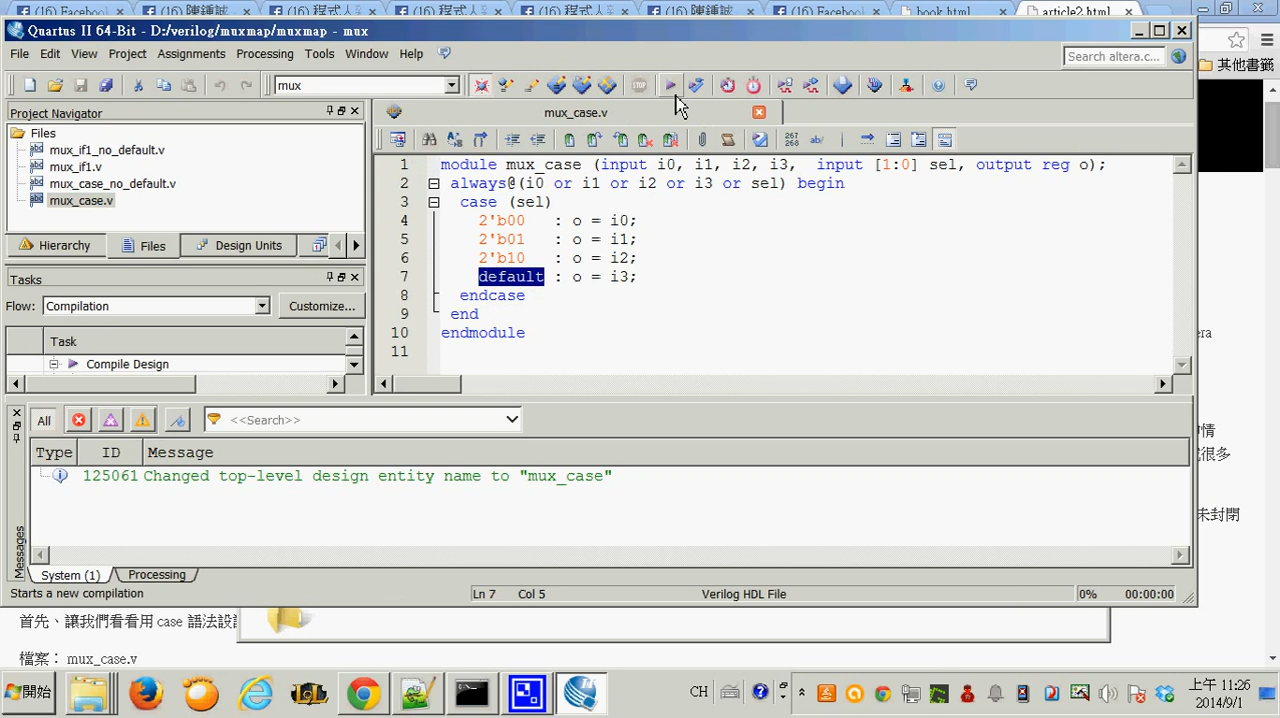 (16) Facebook
(16) 程式人
(16) 程式人
(16) 程式人
(16) 陳鍾誠
(16) Facebook
book.html
article2.html
Quartus II 64-Bit - D:/verilog/muxmap/muxmap - mux
File Edit View Project Assignments Processing Tools Window Help
Search altera.c...
其他書籤
mux
Project Navigator
mux_case.v
Files
mux_if1_no_default.v
mux_if1.v
mux_case_no_default.v
mux_case.v
Hierarchy Files Design Units
Tasks
Flow: Compilation Customize...
Task
Compile Design
1 module mux_case (input i0, i1, i2, i3,  input [1:0] sel, output reg o);
2 always@(i0 or i1 or i2 or i3 or sel) begin
3 case (sel)
4 2'b00 : o = i0;
5 2'b01 : o = i1;
6 2'b10 : o = i2;
7 default : o = i3;
8 endcase
9 end
10 endmodule
11
267
268
ab/
era
情
很多
未封閉
All <<Search>>
Type ID Message
125061 Changed top-level design entity name to "mux_case"
Messages
System (1) Processing
Starts a new compilation Ln 7 Col 5 Verilog HDL File 0% 00:00:00
首先、讓我們看看用 case 語法設
檔案： mux_case.v
開始
CH
上午 11:26
2014/9/1